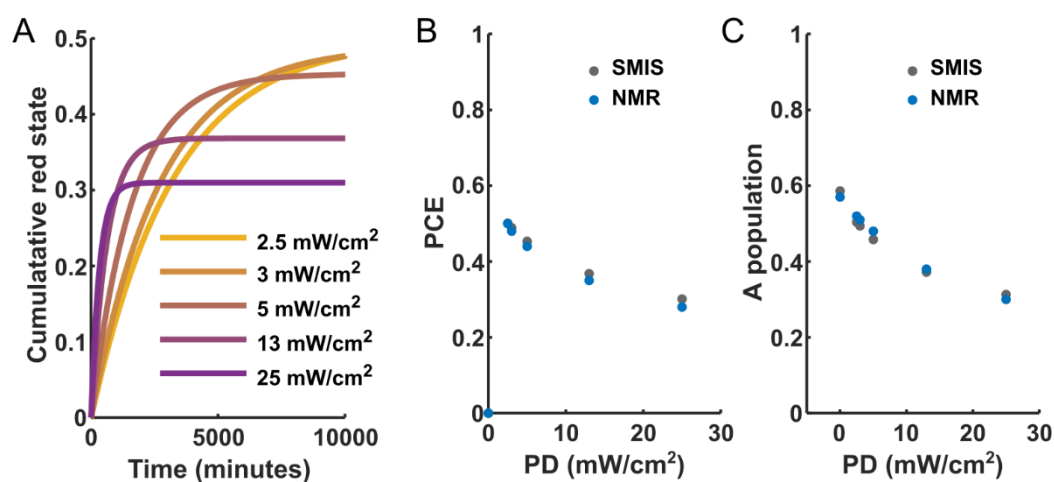 A
Cumulatative red state
0.5
0.4
0.3
0.2
0.1
0
0
5000
10000
Time (minutes)
2.5 mW/cm²
3 mW/cm²
5 mW/cm²
13 mW/cm²
25 mW/cm²
B
PCE
1
0.8
0.6
0.4
0.2
0
0
10
20
30
PD (mW/cm²)
SMIS
NMR
C
A population
1
0.8
0.6
0.4
0.2
0
0
10
20
30
PD (mW/cm²)
SMIS
NMR